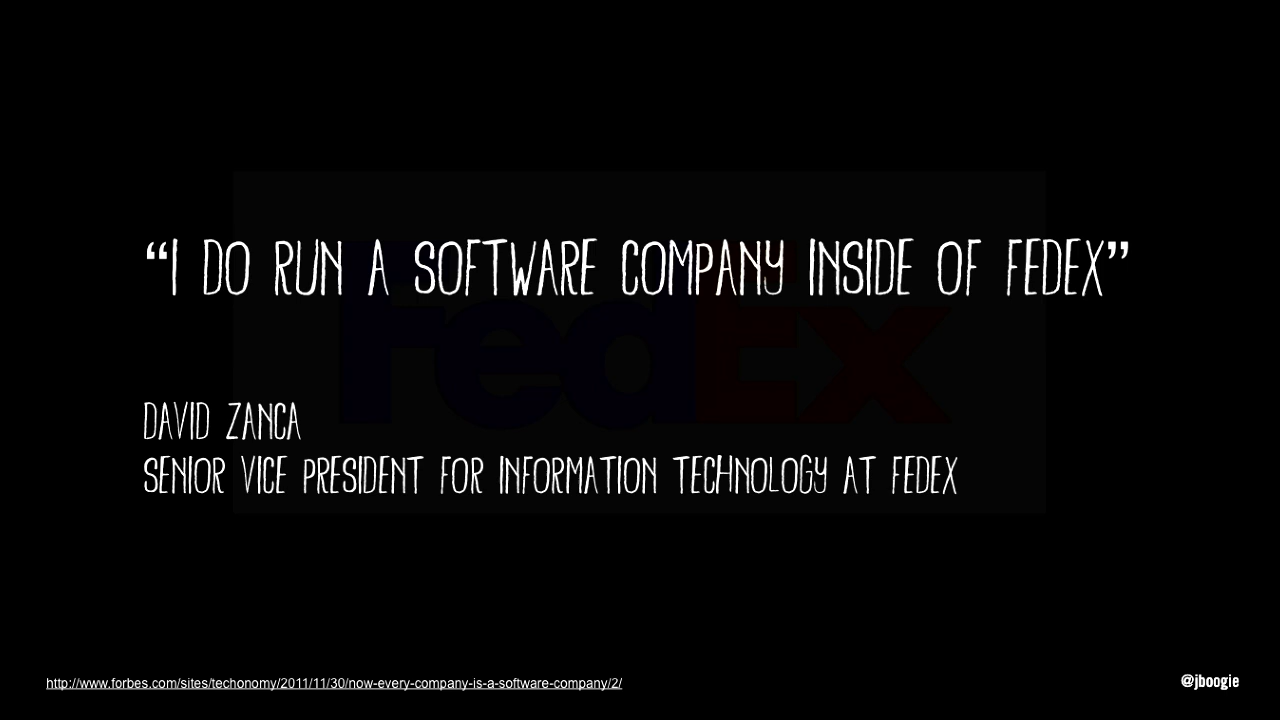 “I DO RUN A SOFTWARE COMPANY INSIDE OF FEDEX”
FedEx
DAVID ZANCA
SENIOR VICE PRESIDENT FOR INFORMATION TECHNOLOGY AT FEDEX
http://www.forbes.com/sites/techonomy/2011/11/30/now-every-company-is-a-software-company/2/
@jboogie